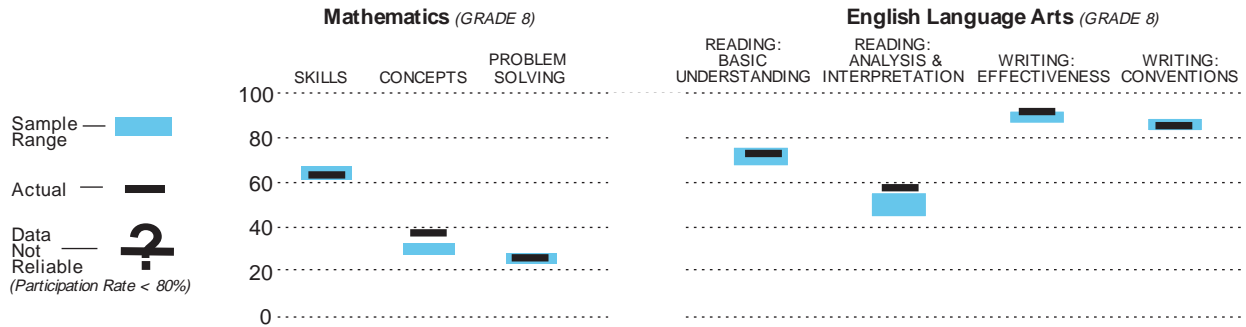 Mathematics (GRADE 8)
English Language Arts (GRADE 8)
SKILLS
CONCEPTS
PROBLEM
SOLVING
READING:
BASIC
UNDERSTANDING
READING:
ANALYSIS &
INTERPRETATION
WRITING:
EFFECTIVENESS
WRITING:
CONVENTIONS
Sample
Range
Actual
Data
Not
Reliable
(Participation Rate < 80%)
?
100
80
60
40
20
0